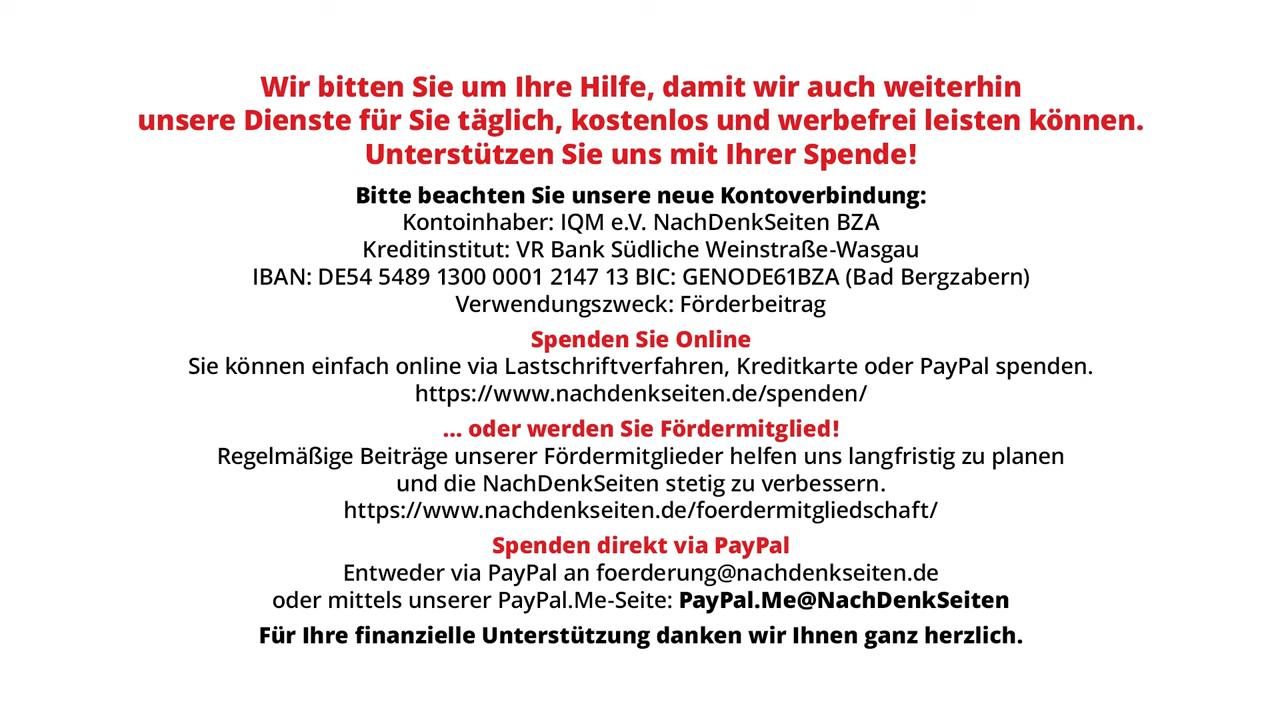 Wir bitten Sie um Ihre Hilfe, damit wir auch weiterhin
unsere Dienste für Sie täglich, kostenlos und werbefrei leisten können.
Unterstützen Sie uns mit Ihrer Spende!
Bitte beachten Sie unsere neue Kontoverbindung:
Kontoinhaber: IQM e.V. NachDenkSeiten BZA
Kreditinstitut: VR Bank Südliche Weinstraße-Wasgau
IBAN: DE54 5489 1300 0001 2147 13 BIC: GENODE61BZA (Bad Bergzabern)
Verwendungszweck: Förderbeitrag
Spenden Sie Online
Sie können einfach online via Lastschriftverfahren, Kreditkarte oder PayPal spenden.
https://www.nachdenkseiten.de/spenden/
... oder werden Sie Fördermitglied!
Regelmäßige Beiträge unserer Fördermitglieder helfen uns langfristig zu planen
und die NachDenkSeiten stetig zu verbessern.
https://www.nachdenkseiten.de/foerdermitgliedschaft/
Spenden direkt via PayPal
Entweder via PayPal an foerderung@nachdenkseiten.de
oder mittels unserer PayPal.Me-Seite: PayPal.Me@NachDenkSeiten
Für Ihre finanzielle Unterstützung danken wir Ihnen ganz herzlich.